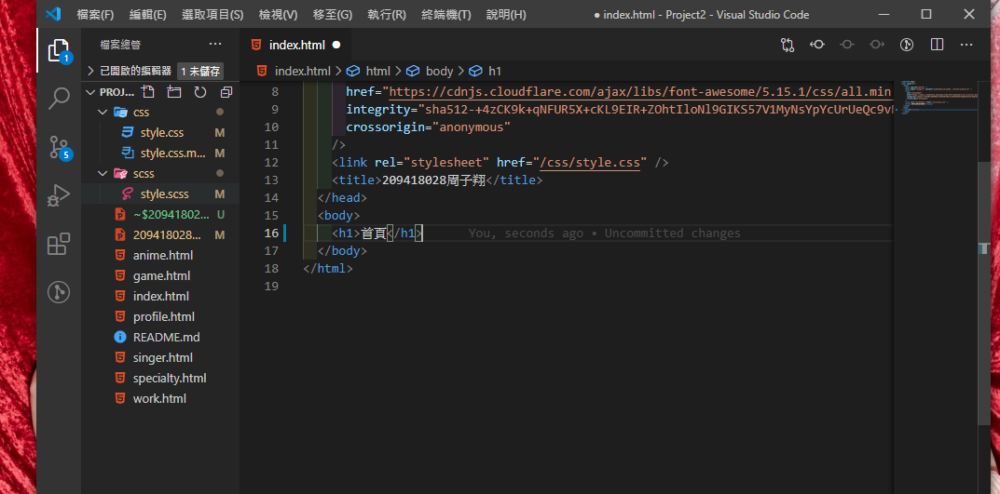 檔案(F) 編輯(E) 選取項目(S) 檢視(V) 移至(G) 執行(R) 終端機(T) 說明(H) ● index.html - Project2 - Visual Studio Code
檔案總管 ···
index.html ●
已開啟的編輯器 1 未儲存
index.html > html > body > h1
PROJ...
css
style.css M
style.css.m... M
scss
style.scss M
~$20941802... U
209418028... M
anime.html
game.html
index.html
profile.html
README.md
singer.html
specialty.html
work.html
1
5
8 href="https://cdnjs.cloudflare.com/ajax/libs/font-awesome/5.15.1/css/all.min
9 integrity="sha512-+4zCK9k+qNFUR5X+cKL9EIR+ZOhtIloNl9GIKS57V1MyNsYpYcUrUeQc9v
10 crossorigin="anonymous"
11 />
12 <link rel="stylesheet" href="/css/style.css" />
13 <title>209418028周子翔</title>
14 </head>
15 <body>
16 <h1>首頁</h1> You, seconds ago • Uncommitted changes
17 </body>
18 </html>
19